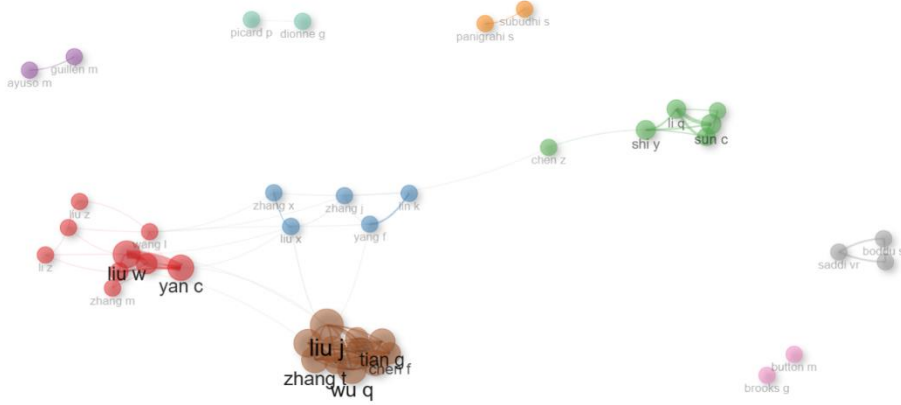 subudhi s
picard p
dionne g
panigrahi s
guillen m
ayuso m
li q
sun c
shi y
chen z
zhang x
zhang j
lin k
liu z
liu x
yang f
wang l
boddu s
saddi vr
li z
liu w
yan c
zhang m
liu j
tian g
chen f
zhang t
wu q
button m
brooks g